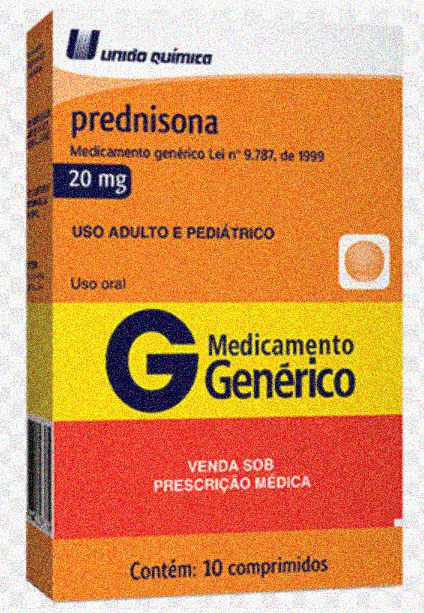 união química
prednisona
Medicamento genérico Lei nº 9.787, de 1999
20 mg
USO ADULTO E PEDIÁTRICO
Uso oral
G Medicamento
Genérico
VENDA SOB
PRESCRIÇÃO MÉDICA
Contém: 10 comprimidos